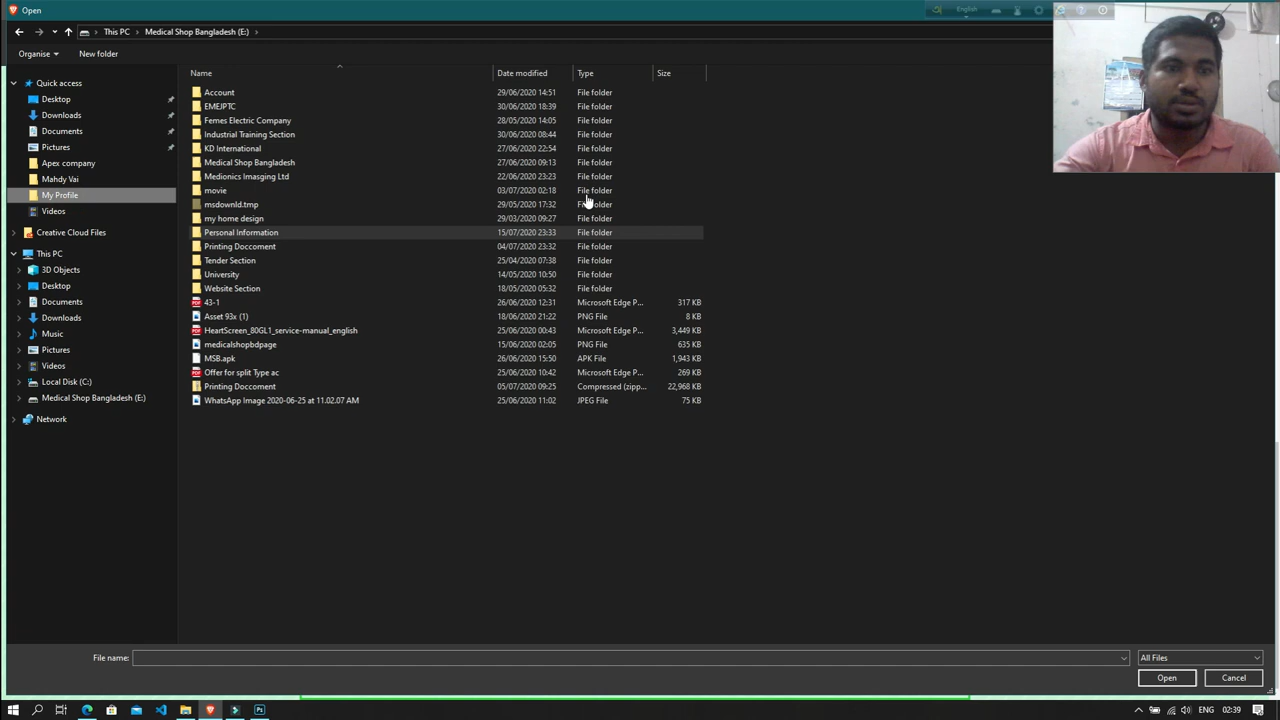 Open
English
This PC
Medical Shop Bangladesh (E:)
Organise
New folder
Name Date modified Type Size
Quick access
Desktop
Downloads
Documents
Pictures
Apex company
Mahdy Vai
My Profile
Videos
Creative Cloud Files
This PC
3D Objects
Desktop
Documents
Downloads
Music
Pictures
Videos
Local Disk (C:)
Medical Shop Bangladesh (E:)
Network
Account 29/06/2020 14:51 File folder
EMEJPTC 30/06/2020 18:39 File folder
Femes Electric Company 28/05/2020 14:05 File folder
Industrial Training Section 30/06/2020 08:44 File folder
KD International 27/06/2020 22:54 File folder
Medical Shop Bangladesh 27/06/2020 09:13 File folder
Medionics Imasging Ltd 22/06/2020 23:23 File folder
movie 03/07/2020 02:18 File folder
msdownld.tmp 29/05/2020 17:32 File folder
my home design 29/03/2020 09:27 File folder
Personal Information 15/07/2020 23:33 File folder
Printing Doccoment 04/07/2020 23:32 File folder
Tender Section 25/04/2020 07:38 File folder
University 14/05/2020 10:50 File folder
Website Section 18/05/2020 05:32 File folder
43-1 26/06/2020 12:31 Microsoft Edge P... 317 KB
Asset 93x (1) 18/06/2020 21:22 PNG File 8 KB
HeartScreen_80GL1_service-manual_english 25/06/2020 00:43 Microsoft Edge P... 3,449 KB
medicalshopbdpage 15/06/2020 02:05 PNG File 635 KB
MSB.apk 26/06/2020 15:50 APK File 1,943 KB
Offer for split Type ac 25/06/2020 10:42 Microsoft Edge P... 269 KB
Printing Doccoment 05/07/2020 09:25 Compressed (zipp... 22,968 KB
WhatsApp Image 2020-06-25 at 11.02.07 AM 25/06/2020 11:02 JPEG File 75 KB
File name:
All Files
Open Cancel
ENG 02:39